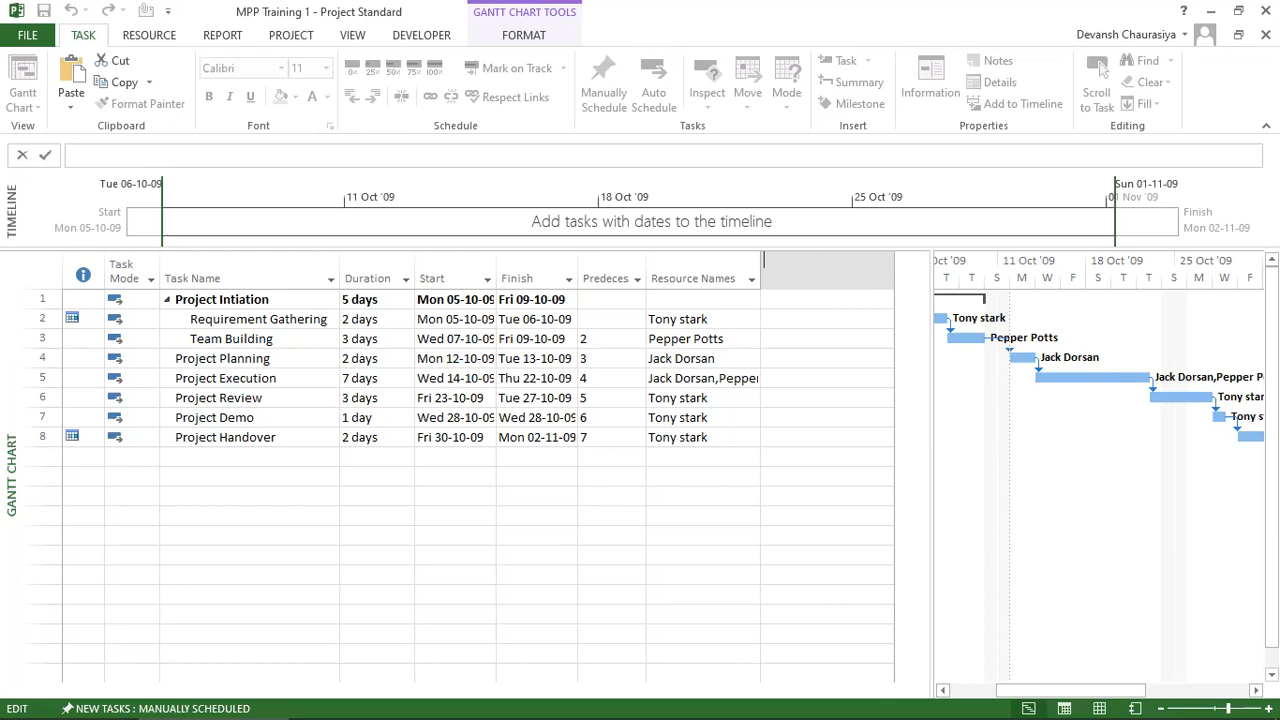 MPP Training 1 - Project Standard
GANTT CHART TOOLS
?
FILE TASK RESOURCE REPORT PROJECT VIEW DEVELOPER FORMAT
Devansh Chaurasiya
Gantt Chart
View
Paste
Cut
Copy
Format Painter
Clipboard
Calibri 11
B I U A
Font
0% 25% 50% 75% 100%
Mark on Track
Respect Links
Schedule
Manually Schedule
Auto Schedule
Inspect
Move
Mode
Tasks
Task
Summary
Milestone
Insert
Information
Notes
Details
Add to Timeline
Properties
Scroll to Task
Find
Clear
Fill
Editing
TIMELINE
Tue 06-10-09
Sun 01-11-09
11 Oct '09 18 Oct '09 25 Oct '09 01 Nov '09
Start
Mon 05-10-09
Add tasks with dates to the timeline
Finish
Mon 02-11-09
GANTT CHART
Task Mode Task Name Duration Start Finish Predeces Resource Names
1 Project Intiation 5 days Mon 05-10-09 Fri 09-10-09
2 Requirement Gathering 2 days Mon 05-10-09 Tue 06-10-09 Tony stark
3 Team Building 3 days Wed 07-10-09 Fri 09-10-09 2 Pepper Potts
4 Project Planning 2 days Mon 12-10-09 Tue 13-10-09 3 Jack Dorsan
5 Project Execution 7 days Wed 14-10-09 Thu 22-10-09 4 Jack Dorsan,Pepper
6 Project Review 3 days Fri 23-10-09 Tue 27-10-09 5 Tony stark
7 Project Demo 1 day Wed 28-10-09 Wed 28-10-09 6 Tony stark
8 Project Handover 2 days Fri 30-10-09 Mon 02-11-09 7 Tony stark
Oct '09 11 Oct '09 18 Oct '09 25 Oct '09
T T S M W F S T T S M W F
Tony stark
Pepper Potts
Jack Dorsan
Jack Dorsan,Pepper P
Tony star
Tony s
EDIT NEW TASKS : MANUALLY SCHEDULED